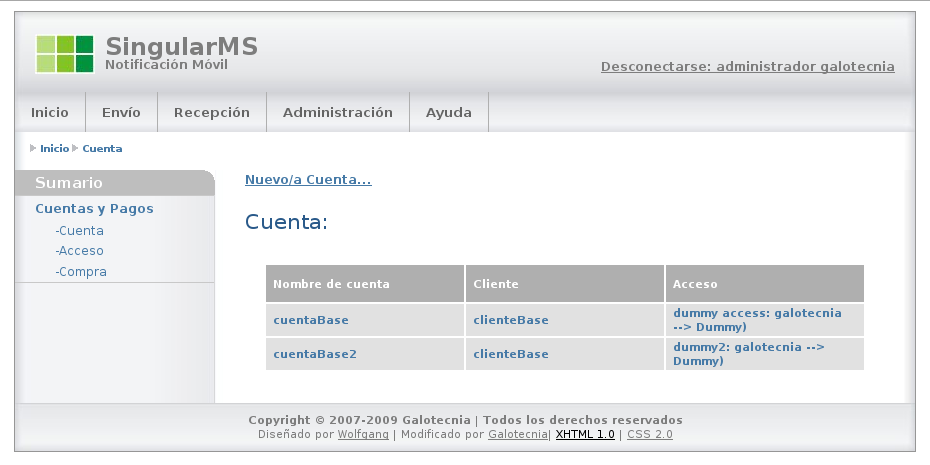 SingularMS
Notificación Móvil
Desconectarse: administrador galotecnia
Inicio Envío Recepción Administración Ayuda
Inicio Cuenta
Sumario
Cuentas y Pagos
-Cuenta
-Acceso
-Compra
Nuevo/a Cuenta...
Cuenta:
Nombre de cuenta Cliente Acceso
cuentaBase clienteBase dummy access: galotecnia
--> Dummy)
cuentaBase2 clienteBase dummy2: galotecnia -->
Dummy)
Copyright © 2007-2009 Galotecnia | Todos los derechos reservados
Diseñado por Wolfgang | Modificado por Galotecnia| XHTML 1.0 | CSS 2.0